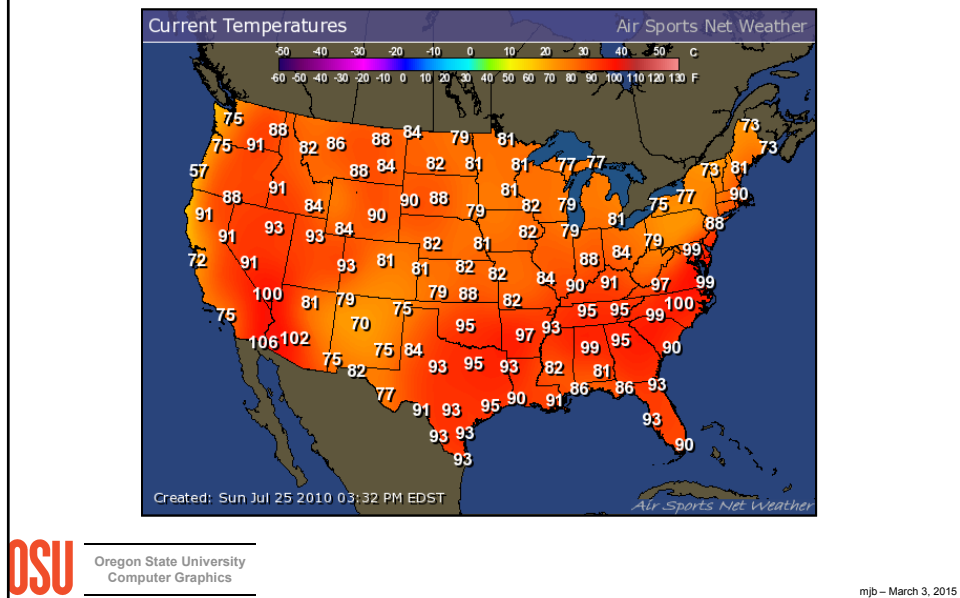 Current Temperatures Air Sports Net Weather
-50 -40 -30 -20 -10 0 10 20 30 40 50 C
-60 -50 -40 -30 -20 -10 0 10 20 30 40 50 60 70 80 90 100 110 120 130 F
75 88 84 79 81 73
75 91 82 86 88 73
57 88 84 82 81 81 77 77 73 81
88 91 84 90 90 88 81 82 79 75 77 90
91 93 84 79 81 88
91 93 82 81 82 79 84 79 99
72 91 93 81 81 82 82 88
100 81 79 79 88 84 90 91 97 99
75 70 75 95 82 95 95 99 100
106 102 97 93 99 95 90
75 82 75 84 93 95 93 82 81
77 91 93 95 90 91 86 86 93
93 93 93 90
93
Created: Sun Jul 25 2010 03:32 PM EDST Air Sports Net Weather
OSU Oregon State University
Computer Graphics
mjb – March 3, 2015